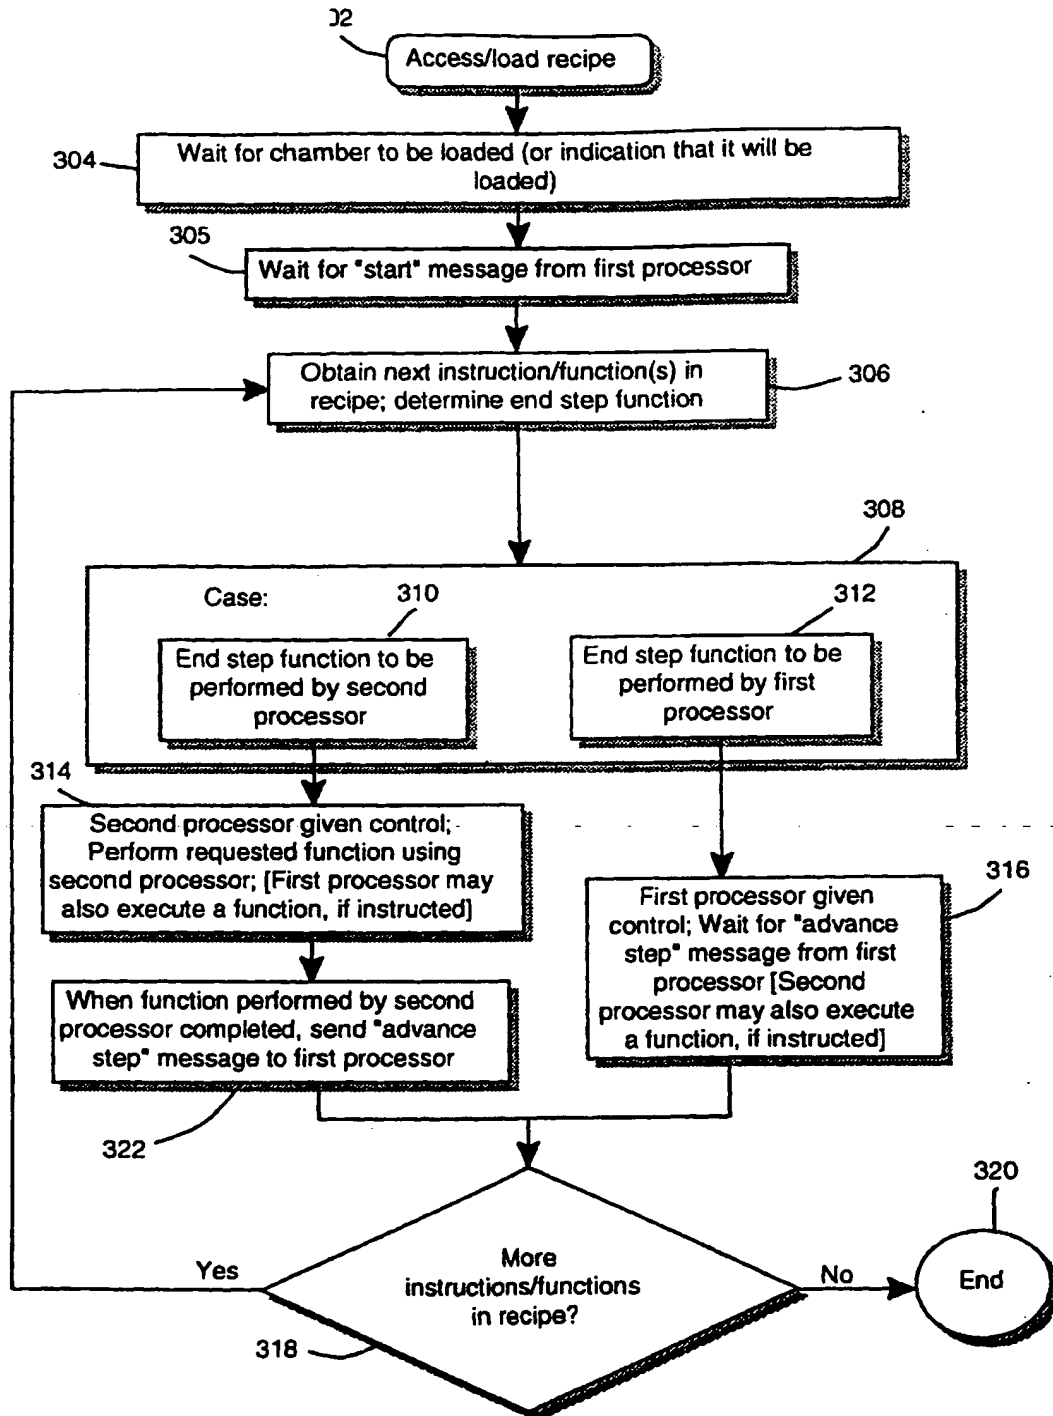 02
Access/load recipe
304
Wait for chamber to be loaded (or indication that it will be
loaded)
305
Wait for "start" message from first processor
Obtain next instruction/function(s) in
recipe; determine end step function
306
308
Case:
310
312
End step function to be
performed by second
processor
End step function to be
performed by first
processor
314
Second processor given control;
Perform requested function using
second processor; [First processor may
also execute a function, if instructed]
316
First processor given
control; Wait for "advance
step" message from first
processor [Second
processor may also execute
a function, if instructed]
When function performed by second
processor completed, send "advance
step" message to first processor
322
More
instructions/functions
in recipe?
Yes
No
318
320
End